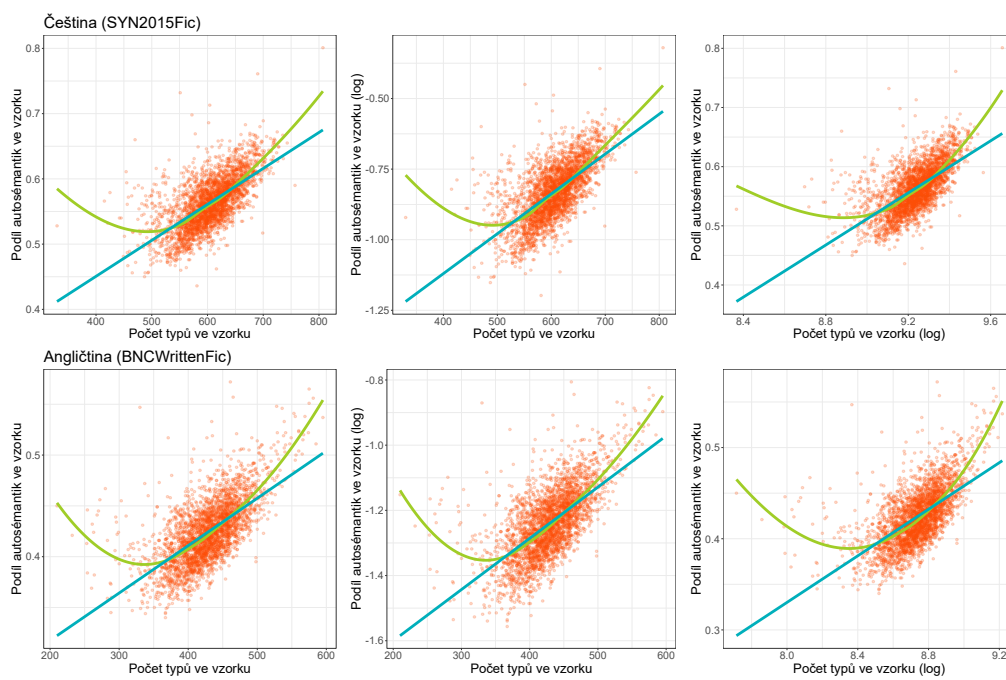 Čeština (SYN2015Fic)
Podíl autosémantik ve vzorku
0.8
0.7
0.6
0.5
0.4
400 500 600 700 800
Počet typů ve vzorku
Podíl autosémantik ve vzorku (log)
-0.50
-0.75
-1.00
-1.25
400 500 600 700 800
Počet typů ve vzorku
Podíl autosémantik ve vzorku
0.8
0.7
0.6
0.5
0.4
8.4 8.8 9.2 9.6
Počet typů ve vzorku (log)
Angličtina (BNCWrittenFic)
Podíl autosémantik ve vzorku
0.5
0.4
200 300 400 500 600
Počet typů ve vzorku
Podíl autosémantik ve vzorku (log)
-0.8
-1.0
-1.2
-1.4
-1.6
200 300 400 500 600
Počet typů ve vzorku
Podíl autosémantik ve vzorku
0.5
0.4
0.3
8.0 8.4 8.8 9.2
Počet typů ve vzorku (log)